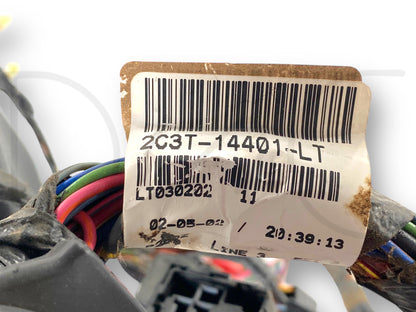 2C3T-14401-LT
LT030202 11
02-05-02 / 20:39:13
LINE 3